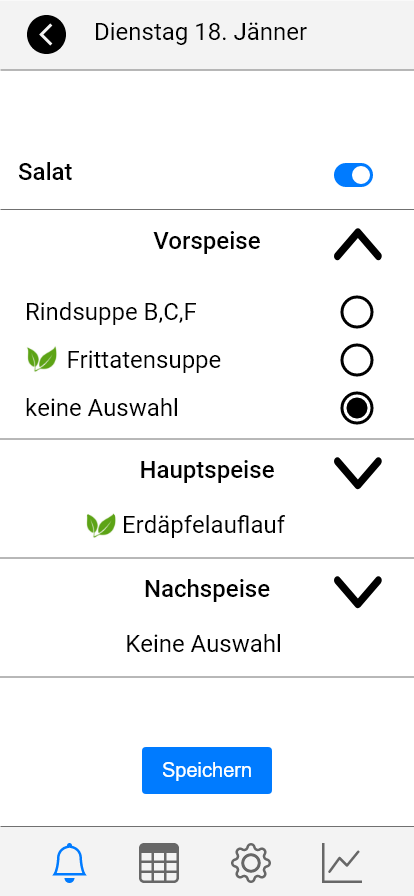 Dienstag 18. Jänner
Salat
Vorspeise
Rindsuppe B,C,F
Frittatensuppe
keine Auswahl
Hauptspeise
Erdäpfelauflauf
Nachspeise
Keine Auswahl
Speichern